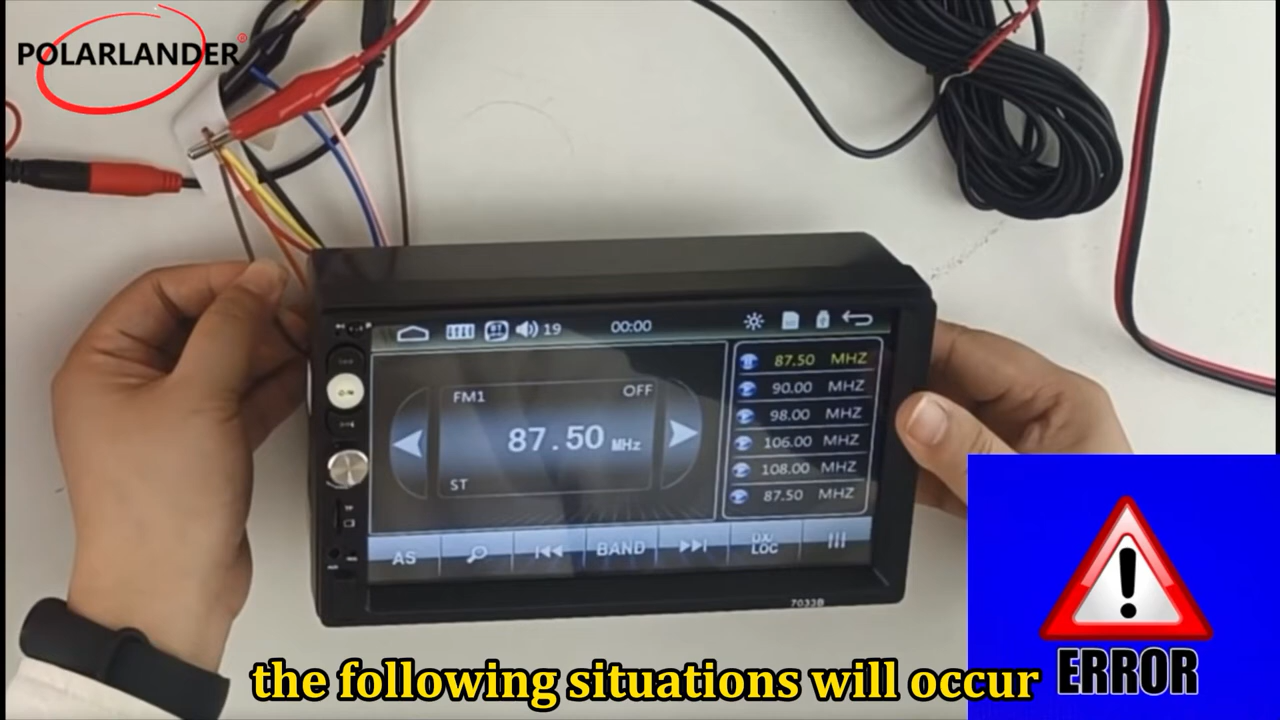 POLARLANDER®
19
00:00
FM1
OFF
87.50 MHz
ST
87.50 MHZ
90.00 MHZ
98.00 MHZ
106.00 MHZ
108.00 MHZ
87.50 MHZ
AS
BAND
DX/
LOC
7033B
the following situations will occur
ERROR